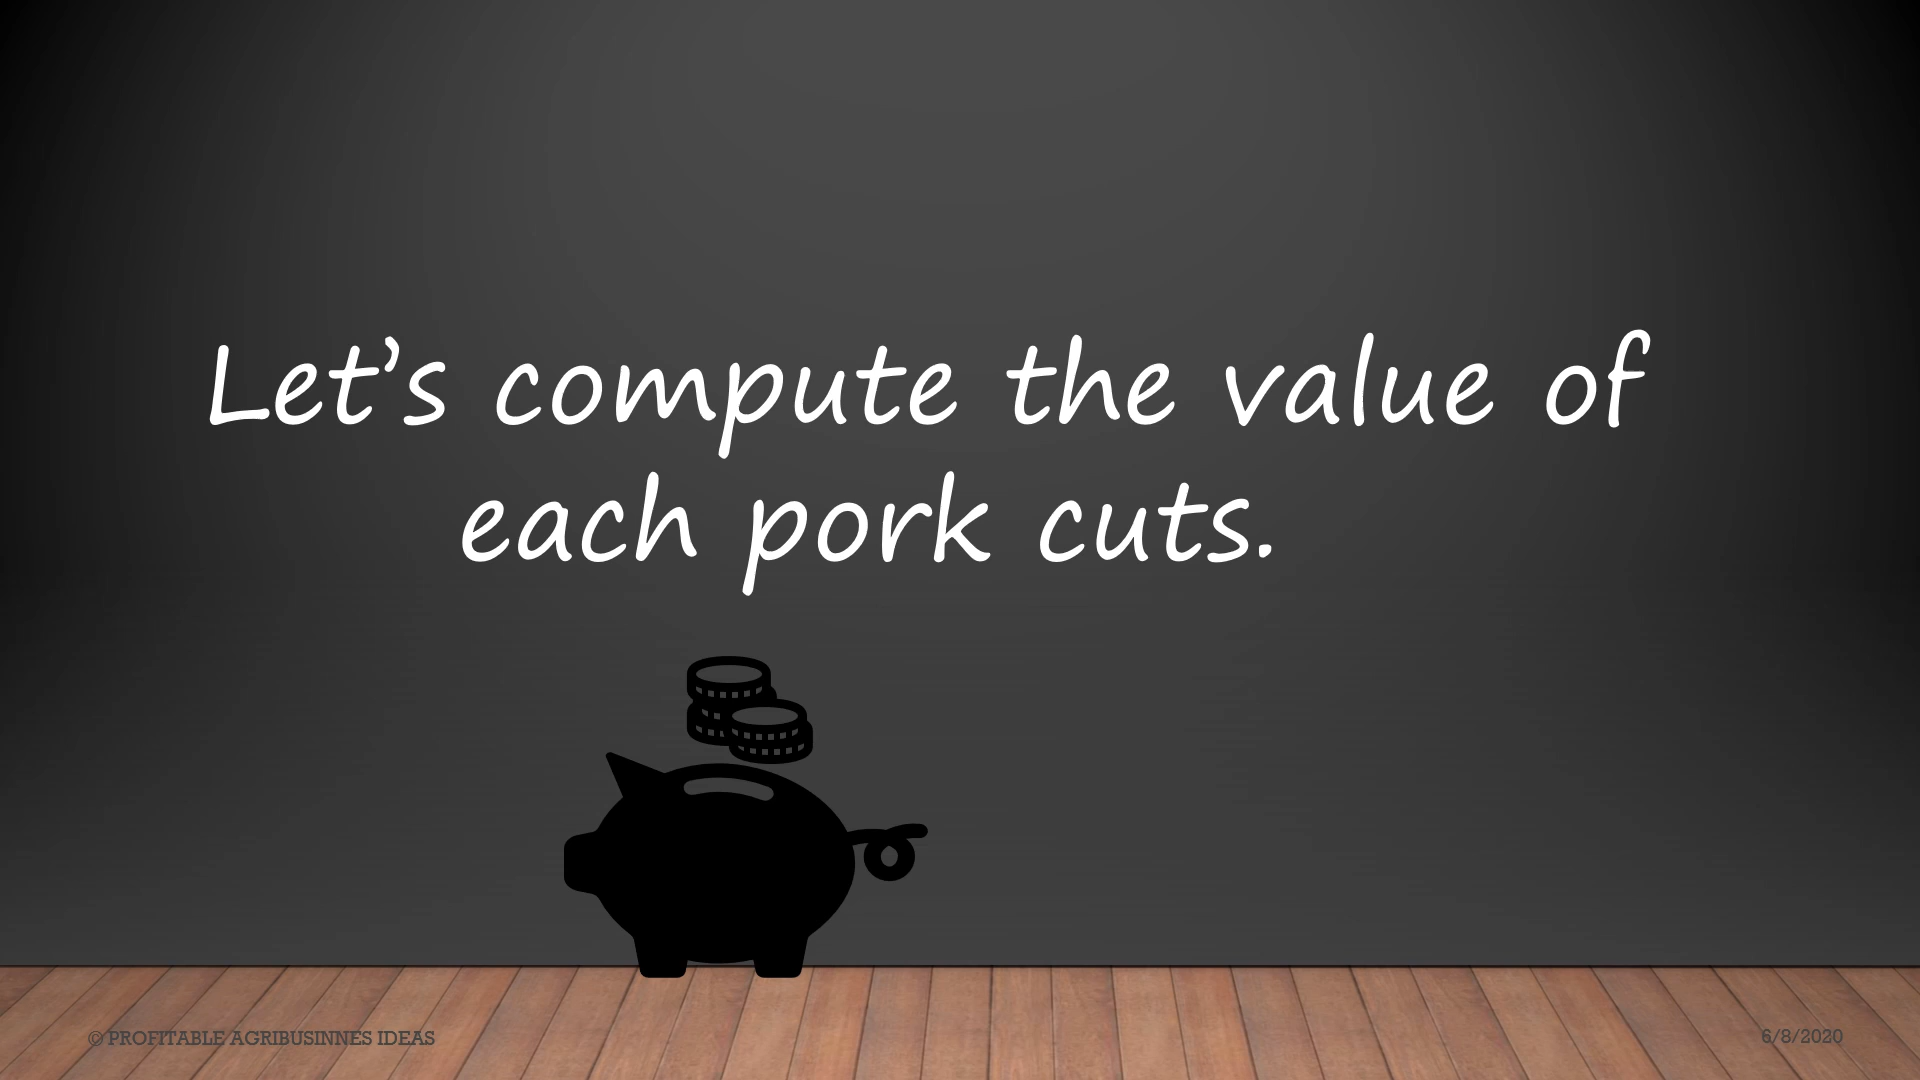 Let’s compute the value of
each pork cuts.
© PROFITABLE AGRIBUSINNES IDEAS
6/8/2020